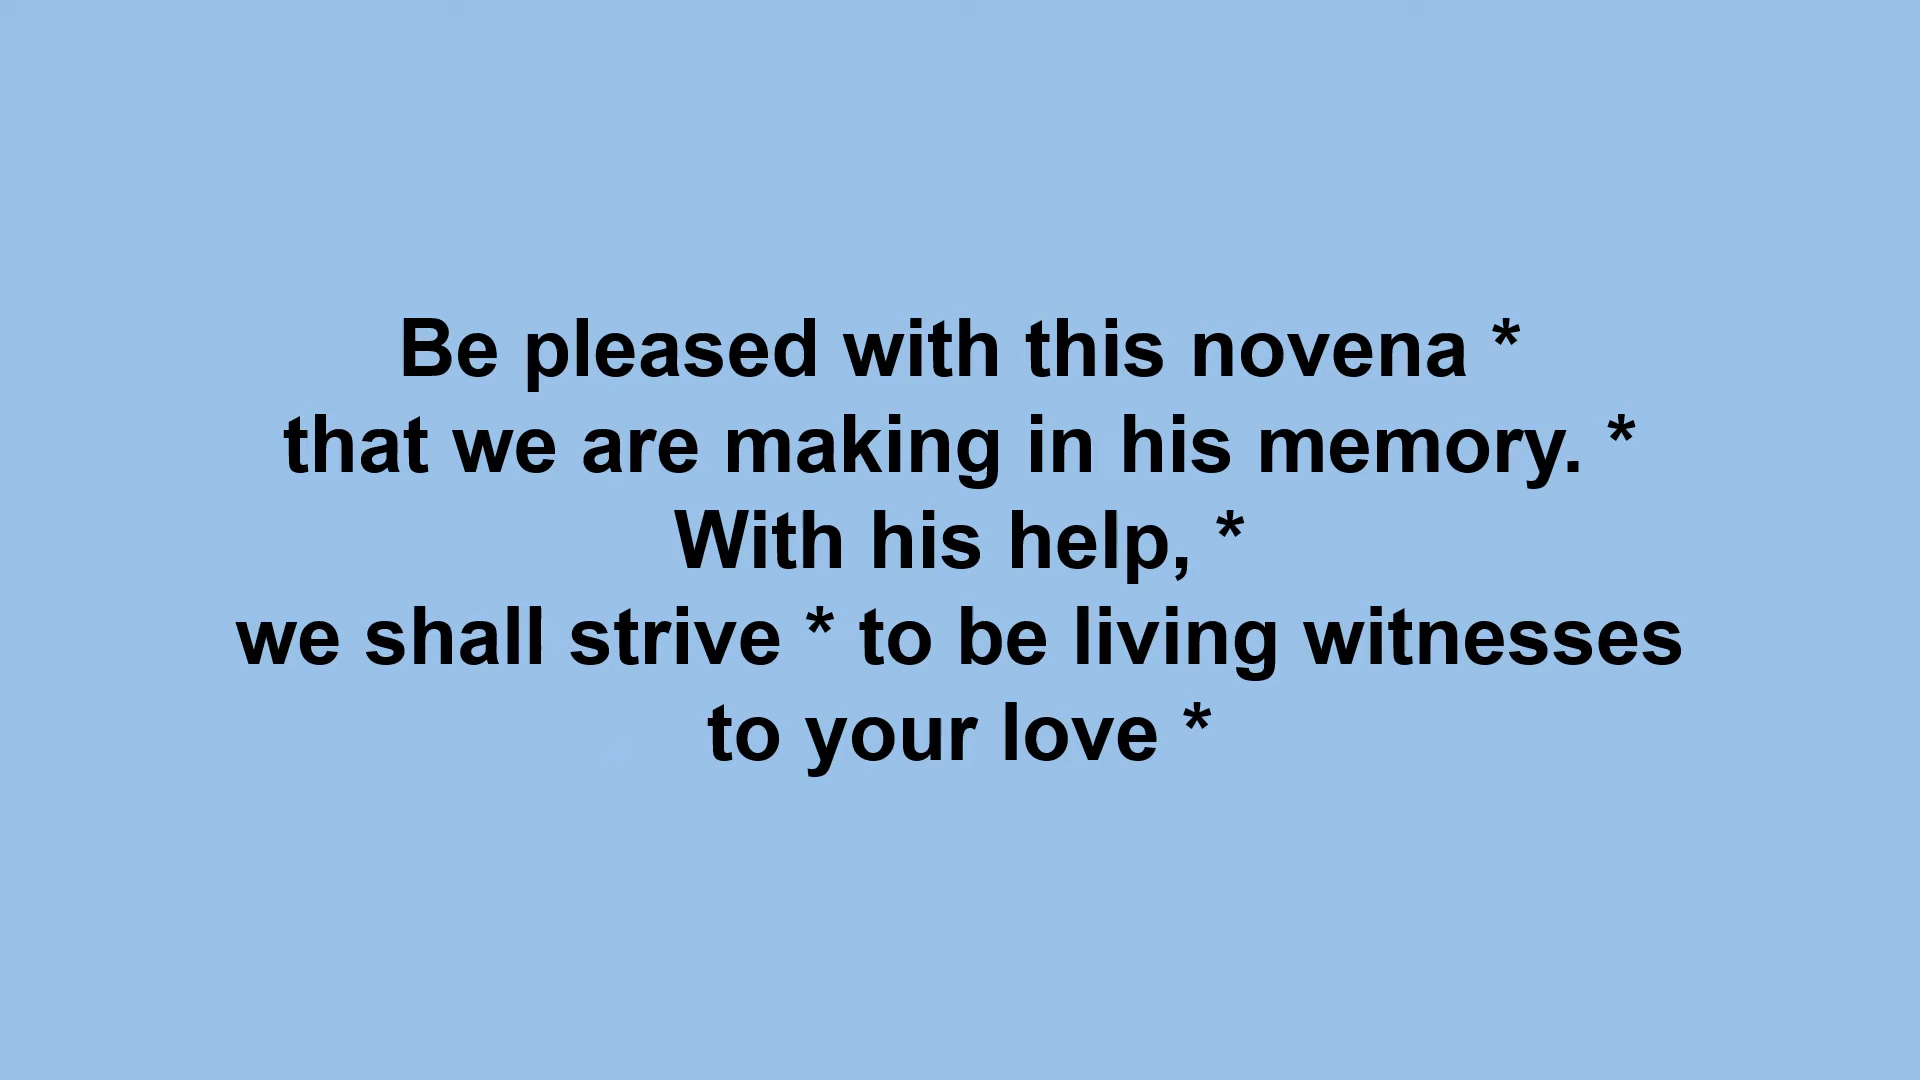 Be pleased with this novena *
that we are making in his memory. *
With his help, *
we shall strive * to be living witnesses
to your love *